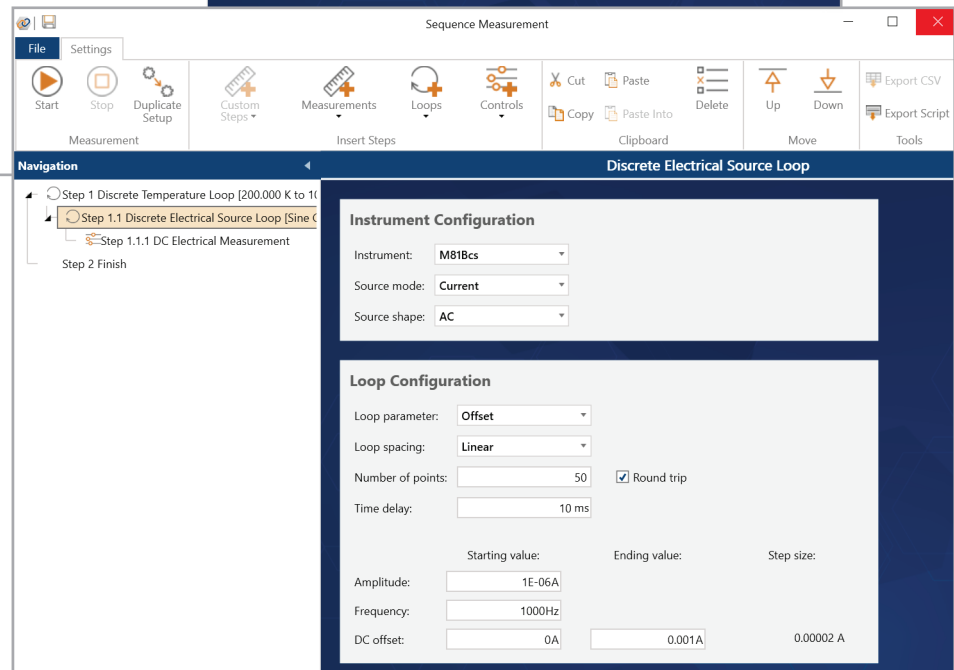 Sequence Measurement
File Settings
Start Stop Duplicate Setup Custom Steps Measurements Loops Controls Cut Paste Copy Paste Into Delete Up Down Export CSV Export Script
Measurement Insert Steps Clipboard Move Tools
Navigation
Discrete Electrical Source Loop
Step 1 Discrete Temperature Loop [200.000 K to 10
Step 1.1 Discrete Electrical Source Loop [Sine
Step 1.1.1 DC Electrical Measurement
Step 2 Finish
Instrument Configuration
Instrument: M81Bcs
Source mode: Current
Source shape: AC
Loop Configuration
Loop parameter: Offset
Loop spacing: Linear
Number of points: 50 Round trip
Time delay: 10 ms
Starting value: Ending value: Step size:
Amplitude: 1E-06A
Frequency: 1000Hz
DC offset: 0A 0.001A 0.00002 A